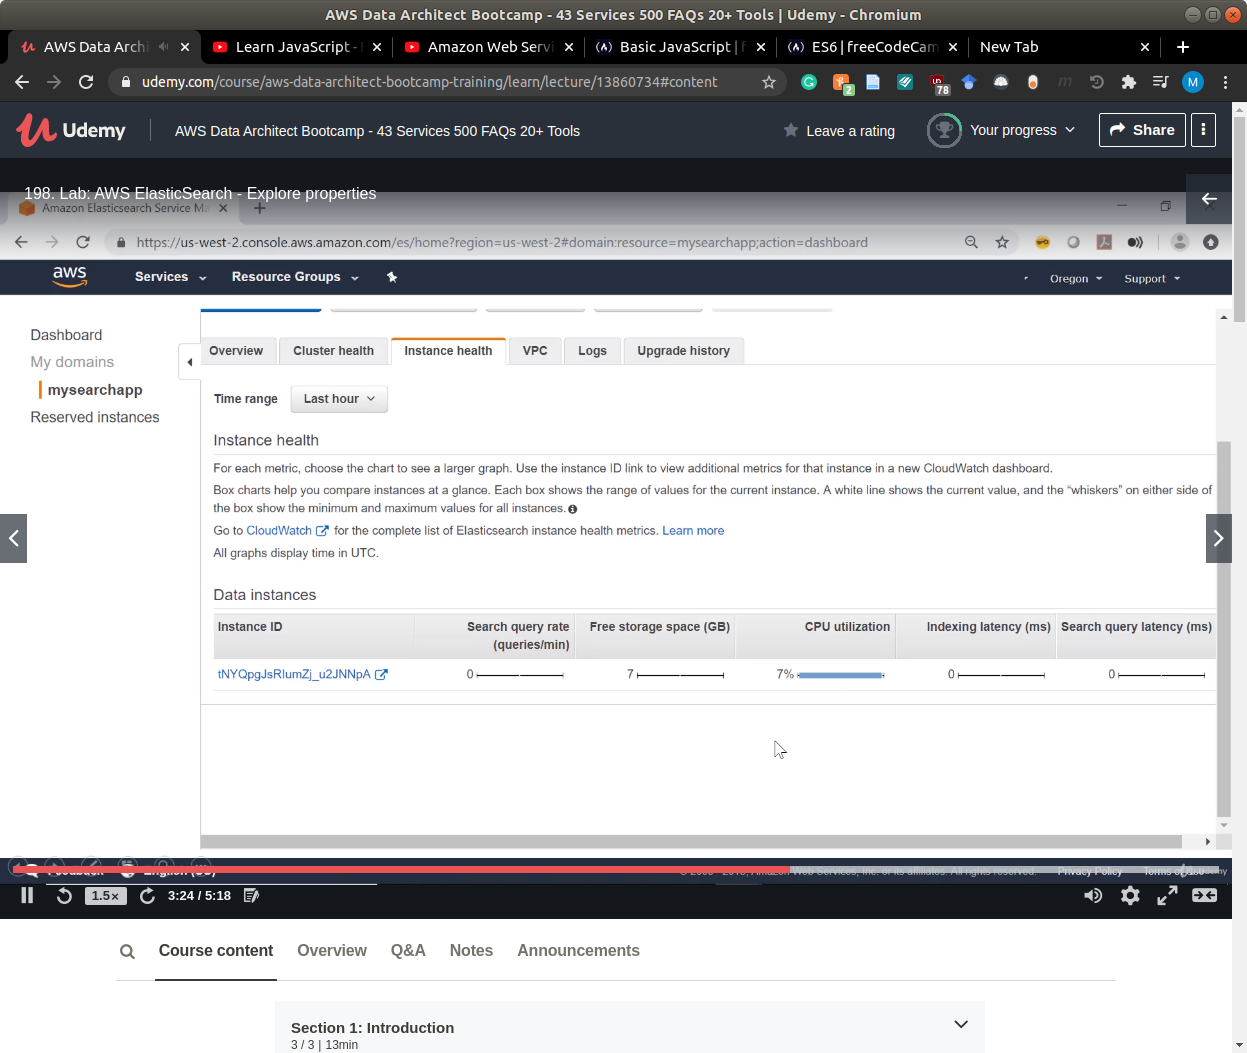 AWS Data Architect Bootcamp - 43 Services 500 FAQs 20+ Tools | Udemy - Chromium
AWS Data Archi
Learn JavaScript -
Amazon Web Servi
Basic JavaScript | f
ES6 | freeCodeCam
New Tab
udemy.com/course/aws-data-architect-bootcamp-training/learn/lecture/13860734#content
2
78
M
Udemy
AWS Data Architect Bootcamp - 43 Services 500 FAQs 20+ Tools
Leave a rating
Your progress
Share
198. Lab: AWS ElasticSearch - Explore properties
Amazon Elasticsearch Service Ma
https://us-west-2.console.aws.amazon.com/es/home?region=us-west-2#domain:resource=mysearchapp;action=dashboard
aws
Services
Resource Groups
Oregon
Support
Dashboard
My domains
mysearchapp
Reserved instances
Overview
Cluster health
Instance health
VPC
Logs
Upgrade history
Time range
Last hour
Instance health
For each metric, choose the chart to see a larger graph. Use the instance ID link to view additional metrics for that instance in a new CloudWatch dashboard.
Box charts help you compare instances at a glance. Each box shows the range of values for the current instance. A white line shows the current value, and the “whiskers” on either side of
the box show the minimum and maximum values for all instances.
Go to CloudWatch for the complete list of Elasticsearch instance health metrics. Learn more
All graphs display time in UTC.
Data instances
Instance ID
Search query rate
(queries/min)
Free storage space (GB)
CPU utilization
Indexing latency (ms)
Search query latency (ms)
tNYQpgJsRlumZj_u2JNNpA
0
7
7%
0
0
Feedback
English (US)
Privacy Policy
Terms of Use
1.5×
3:24 / 5:18
Course content
Overview
Q&A
Notes
Announcements
Section 1: Introduction
3 / 3 | 13min